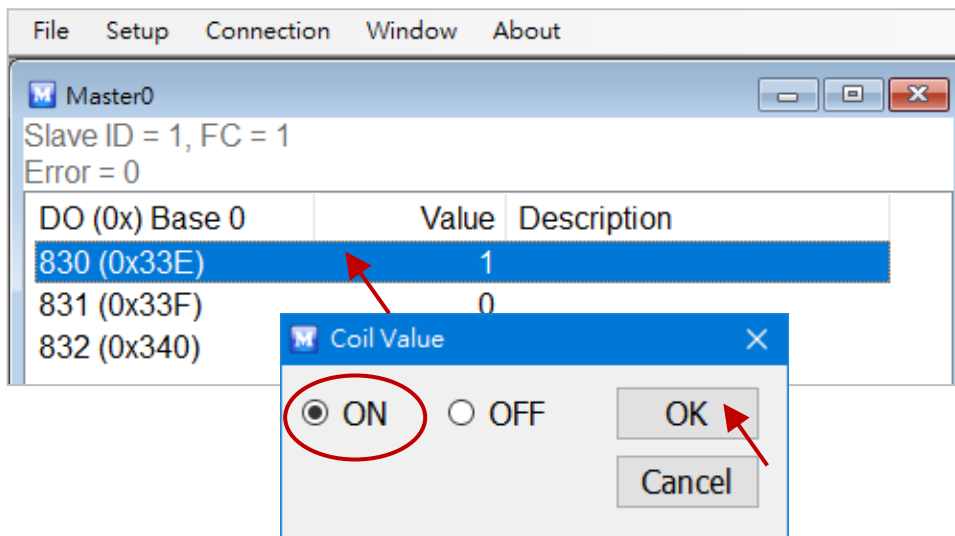 File Setup Connection Window About
M Master0
Slave ID = 1, FC = 1
Error = 0
DO (0x) Base 0 Value Description
830 (0x33E) 1
831 (0x33F) 0
832 (0x340)
M Coil Value
ON OFF OK
Cancel